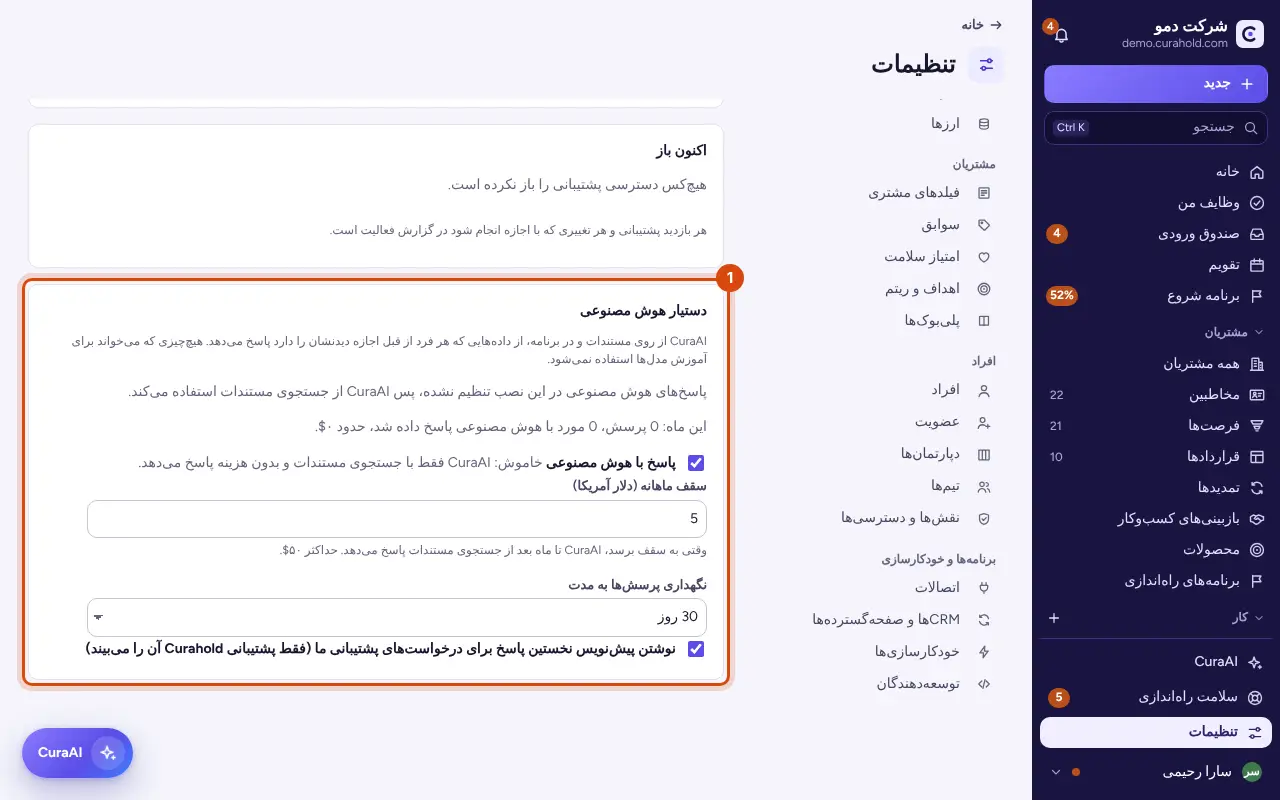 شرکت دمو
demo.curahold.com
4
جدید
جستجو
Ctrl K
خانه
وظایف من
صندوق ورودی
4
تقویم
برنامه شروع
52%
مشتریان
همه مشتریان
مخاطبین
22
فرصت‌ها
21
قراردادها
10
تمدیدها
بازبینی‌های کسب‌وکار
محصولات
برنامه‌های راه‌اندازی
کار
CuraAI
سلامت راه‌اندازی
5
تنظیمات
سر
سارا رحیمی
خانه
تنظیمات
ارزها
مشتریان
فیلدهای مشتری
سوابق
امتیاز سلامت
اهداف و ریتم
پلی‌بوک‌ها
افراد
افراد
عضویت
دپارتمان‌ها
تیم‌ها
نقش‌ها و دسترسی‌ها
برنامه‌ها و خودکارسازی
اتصالات
CRMها و صفحه‌گسترده‌ها
خودکارسازی‌ها
توسعه‌دهندگان
اکنون باز
هیچ‌کس دسترسی پشتیبانی را باز نکرده است.
هر بازدید پشتیبانی و هر تغییری که با اجازه انجام شود در گزارش فعالیت است.
1
دستیار هوش مصنوعی
CuraAI از روی مستندات و در برنامه، از داده‌هایی که هر فرد از قبل اجازه دیدنشان را دارد پاسخ می‌دهد. هیچ‌چیزی که می‌خواند برای
آموزش مدل‌ها استفاده نمی‌شود.
پاسخ‌های هوش مصنوعی در این نصب تنظیم نشده، پس CuraAI از جستجوی مستندات استفاده می‌کند.
این ماه: 0 پرسش، 0 مورد با هوش مصنوعی پاسخ داده شد، حدود ۰$.
پاسخ با هوش مصنوعی خاموش: CuraAI فقط با جستجوی مستندات و بدون هزینه پاسخ می‌دهد.
سقف ماهانه (دلار آمریکا)
5
وقتی به سقف برسد، CuraAI تا ماه بعد از جستجوی مستندات پاسخ می‌دهد. حداکثر ۵۰$.
نگهداری پرسش‌ها به مدت
30 روز
نوشتن پیش‌نویس نخستین پاسخ برای درخواست‌های پشتیبانی ما (فقط پشتیبانی Curahold آن را می‌بیند)
CuraAI